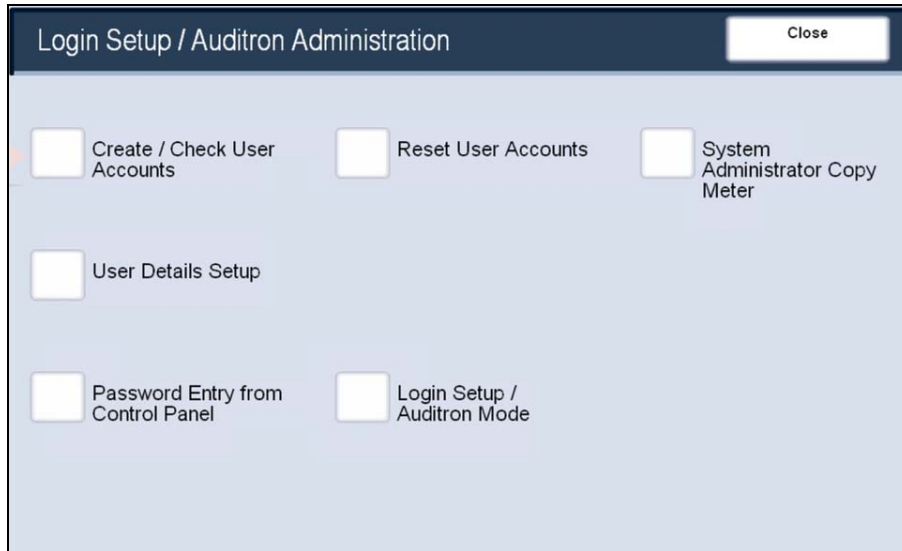 Login Setup / Auditron Administration
Close
Create / Check User
Accounts
Reset User Accounts
System
Administrator Copy
Meter
User Details Setup
Password Entry from
Control Panel
Login Setup /
Auditron Mode